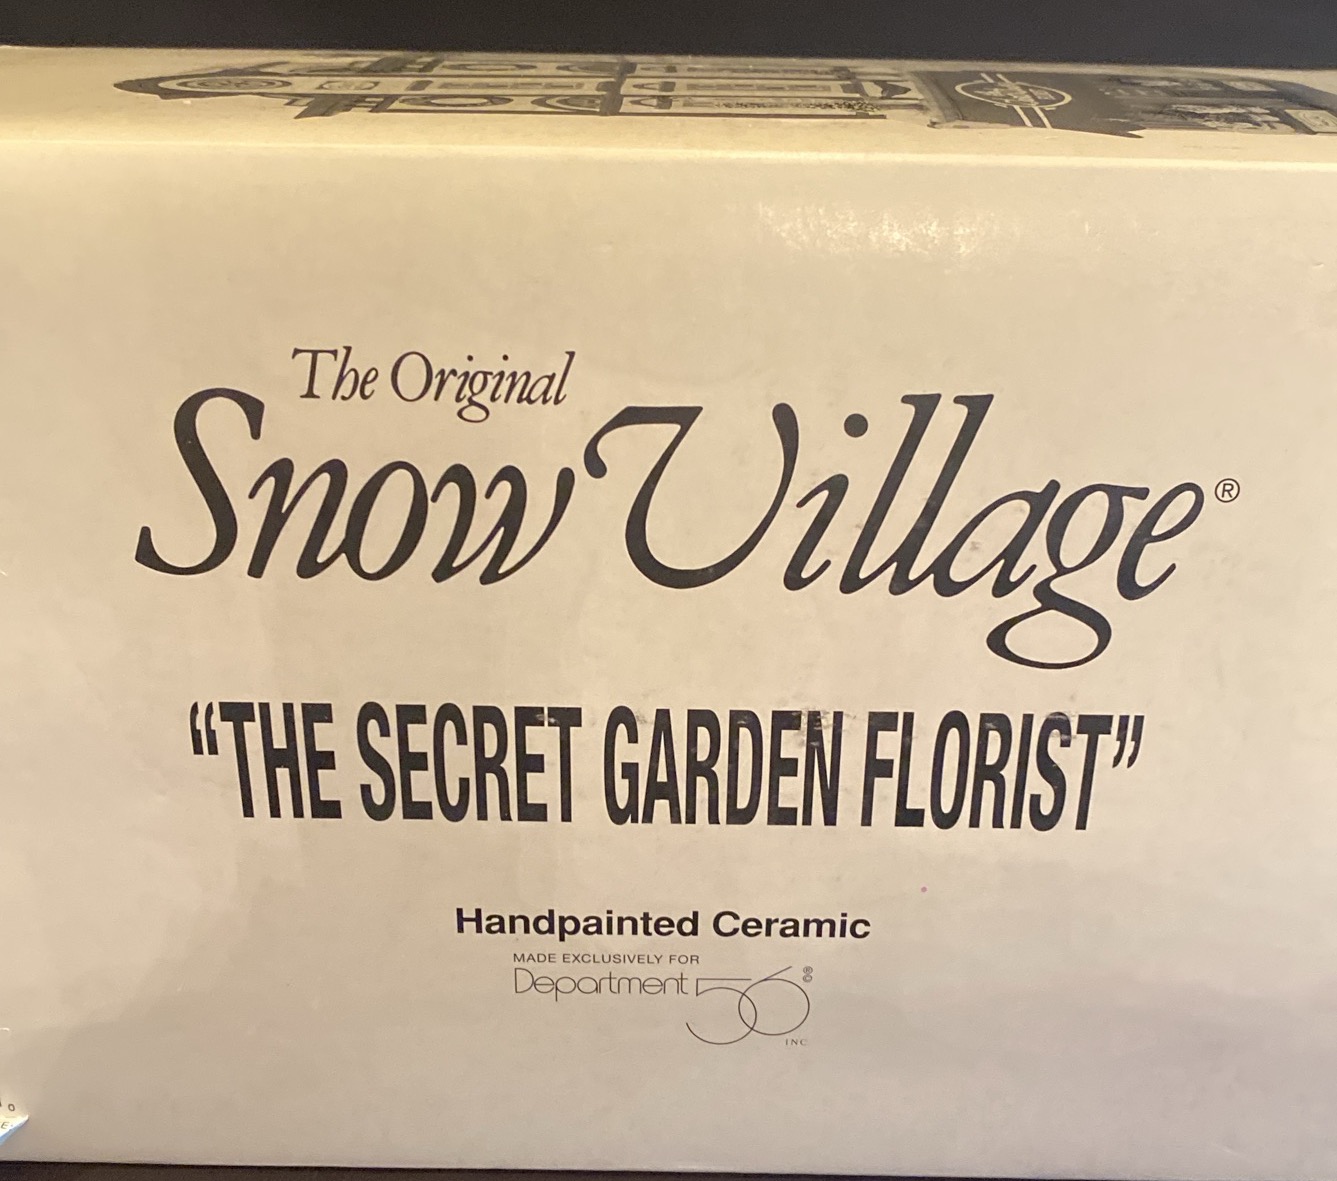 The Original
Snow Village®
“THE SECRET GARDEN FLORIST”
Handpainted Ceramic
MADE EXCLUSIVELY FOR
Department 56®
INC